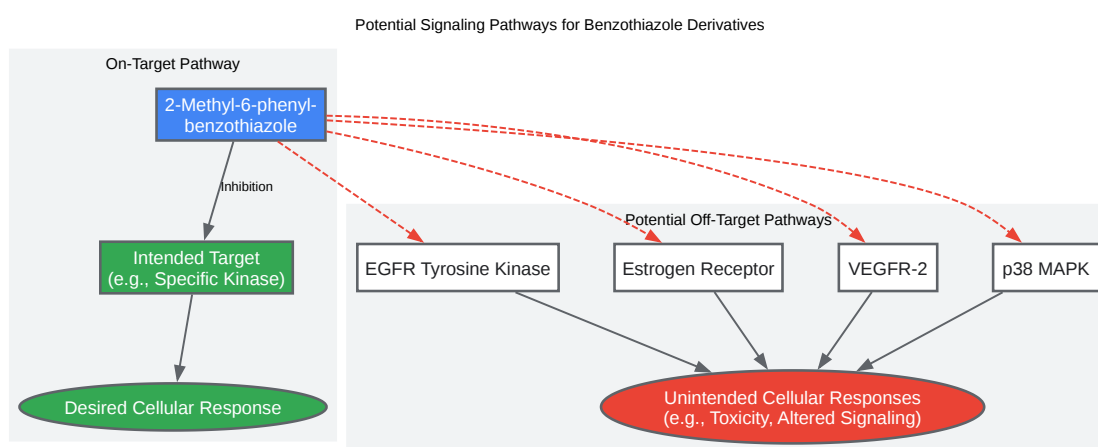 Potential Signaling Pathways for Benzothiazole Derivatives
On-Target Pathway
2-Methyl-6-phenyl-
benzothiazole
Inhibition
Intended Target
(e.g., Specific Kinase)
Desired Cellular Response
Potential Off-Target Pathways
EGFR Tyrosine Kinase
Estrogen Receptor
VEGFR-2
p38 MAPK
Unintended Cellular Responses
(e.g., Toxicity, Altered Signaling)